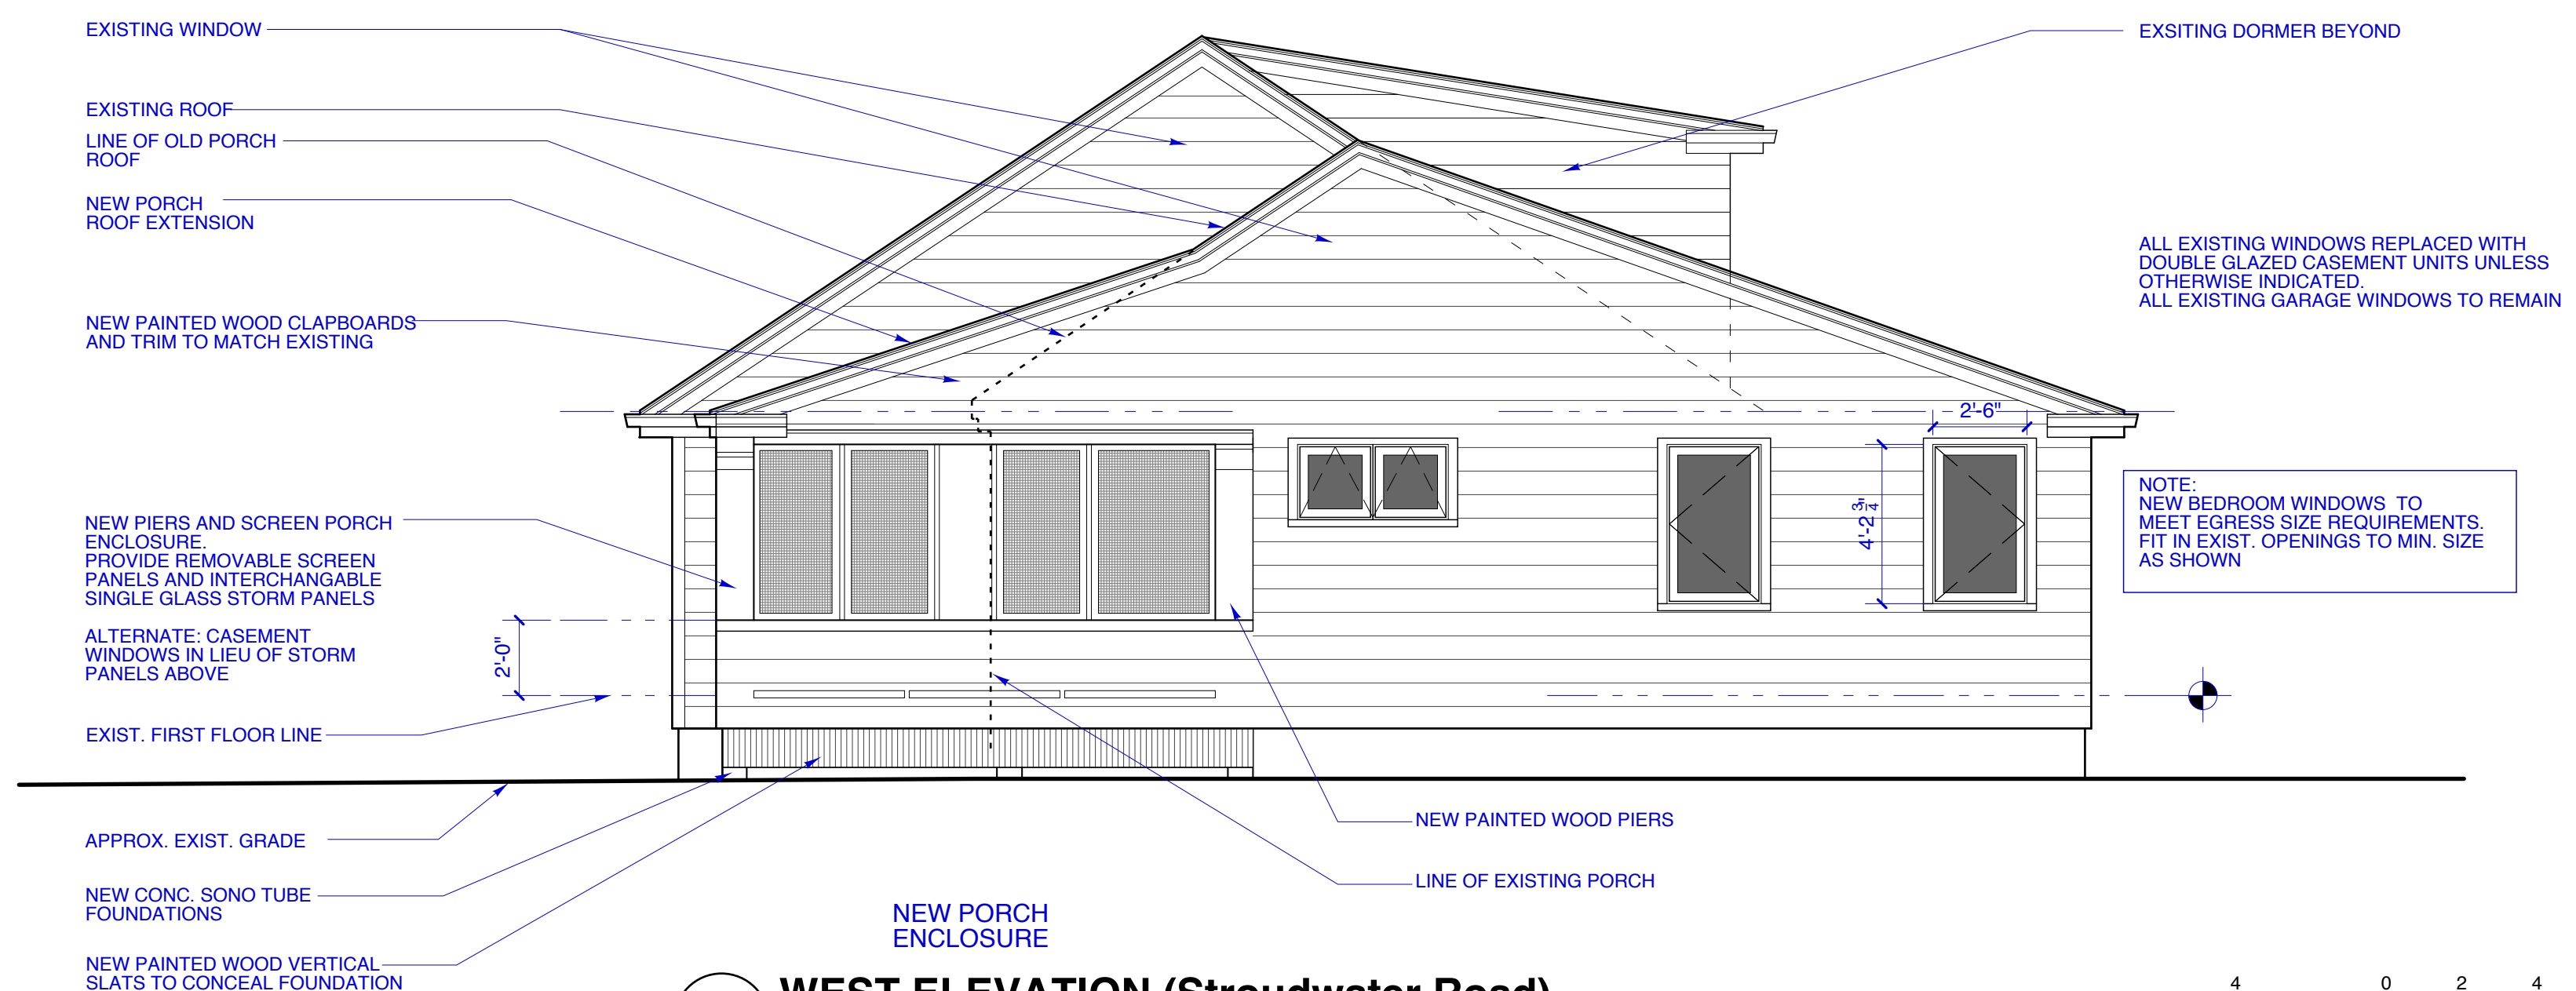 EXISTING WINDOW
EXSITING DORMER BEYOND
EXISTING ROOF
LINE OF OLD PORCH
ROOF
NEW PORCH
ROOF EXTENSION
ALL EXISTING WINDOWS REPLACED WITH
DOUBLE GLAZED CASEMENT UNITS UNLESS
OTHERWISE INDICATED.
ALL EXISTING GARAGE WINDOWS TO REMAIN
NEW PAINTED WOOD CLAPBOARDS
AND TRIM TO MATCH EXISTING
2'-6"
4'-2 3/4"
NOTE:
NEW BEDROOM WINDOWS TO
MEET EGRESS SIZE REQUIREMENTS.
FIT IN EXIST. OPENINGS TO MIN. SIZE
AS SHOWN
NEW PIERS AND SCREEN PORCH
ENCLOSURE.
PROVIDE REMOVABLE SCREEN
PANELS AND INTERCHANGABLE
SINGLE GLASS STORM PANELS
ALTERNATE: CASEMENT
WINDOWS IN LIEU OF STORM
PANELS ABOVE
2'-0"
EXIST. FIRST FLOOR LINE
APPROX. EXIST. GRADE
NEW PAINTED WOOD PIERS
NEW CONC. SONO TUBE
FOUNDATIONS
LINE OF EXISTING PORCH
NEW PORCH
ENCLOSURE
NEW PAINTED WOOD VERTICAL
SLATS TO CONCEAL FOUNDATION
WEST ELEVATION (Stroudwater Road)
4 0 2 4